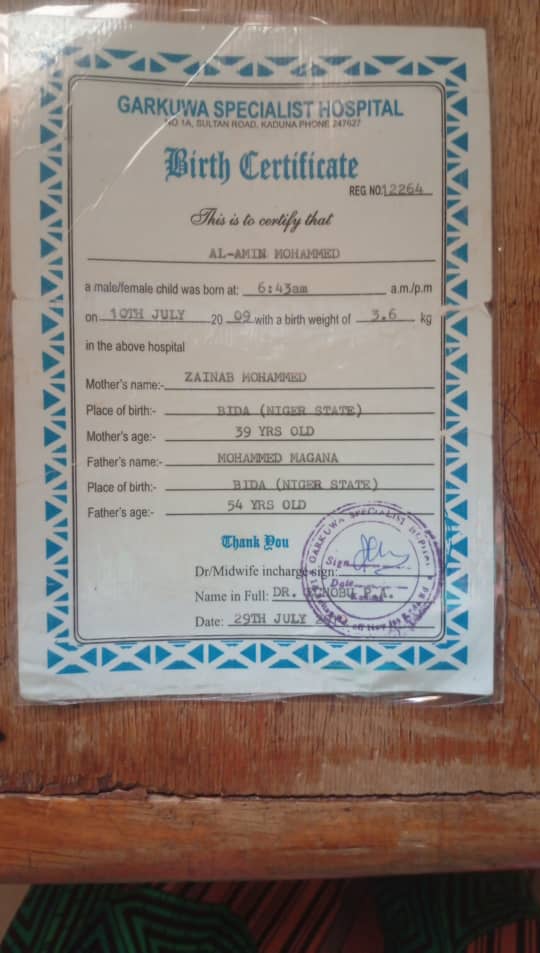 GARKUWA SPECIALIST HOSPITAL
NO 1A, SULTAN ROAD, KADUNA PHONE 247627
Birth Certificate
REG NO:12264
This is to certify that
AL-AMIN MOHAMMED
a male/female child was born at: 6:43am a.m./p.m
on 10TH JULY 20 09 with a birth weight of 3.6 kg
in the above hospital
Mother's name:- ZAINAB MOHAMMED
Place of birth:- BIDA (NIGER STATE)
Mother's age:- 39 YRS OLD
Father's name:- MOHAMMED MAGANA
Place of birth:- BIDA (NIGER STATE)
Father's age:- 54 YRS OLD
Thank You
GARKUWA SPECIALIST
Sign
Date
Dr/Midwife incharge sign:
Name in Full: DR.
Date: 29TH JULY